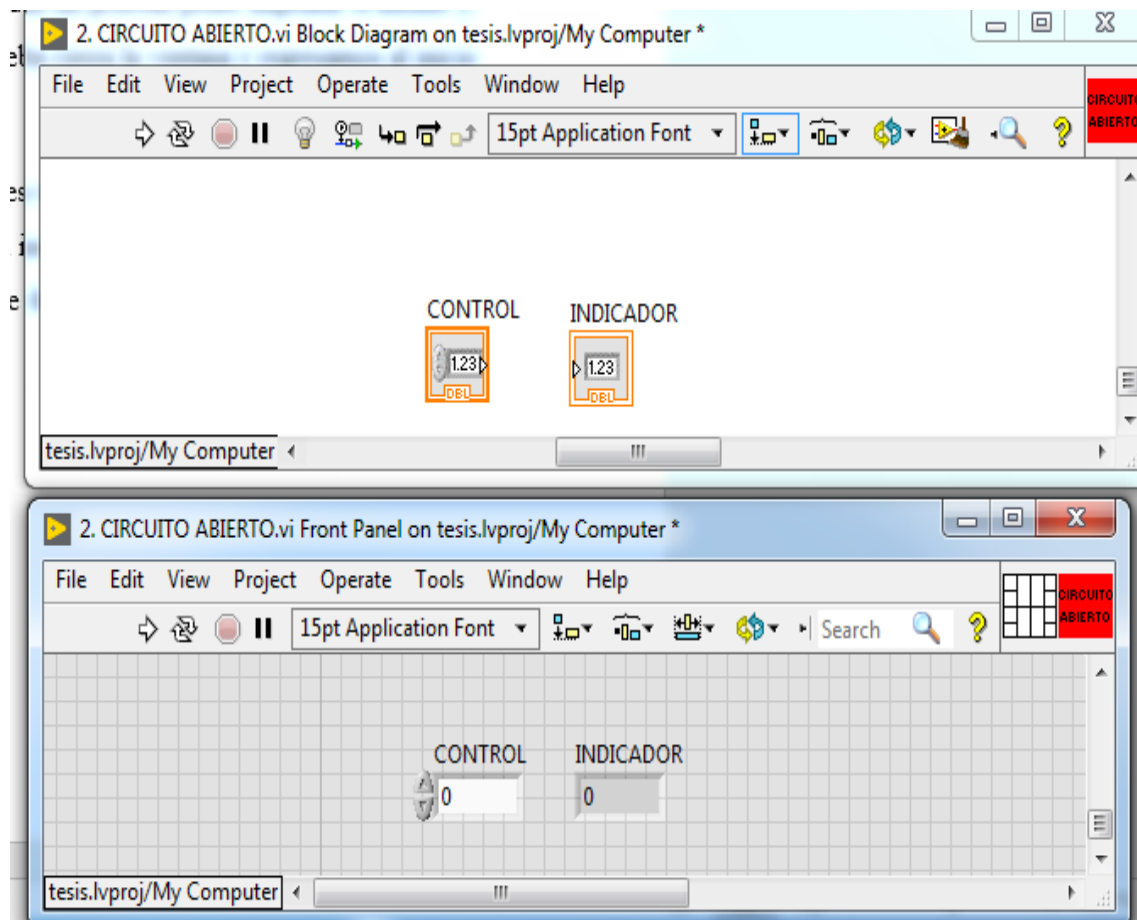 2. CIRCUITO ABIERTO.vi Block Diagram on tesis.lvproj/My Computer *
File Edit View Project Operate Tools Window Help
15pt Application Font
CIRCUITO
ABIERTO
CONTROL INDICADOR
1.23 1.23
DBL DBL
tesis.lvproj/My Computer
2. CIRCUITO ABIERTO.vi Front Panel on tesis.lvproj/My Computer *
File Edit View Project Operate Tools Window Help
15pt Application Font Search
CIRCUITO
ABIERTO
CONTROL INDICADOR
0 0
tesis.lvproj/My Computer